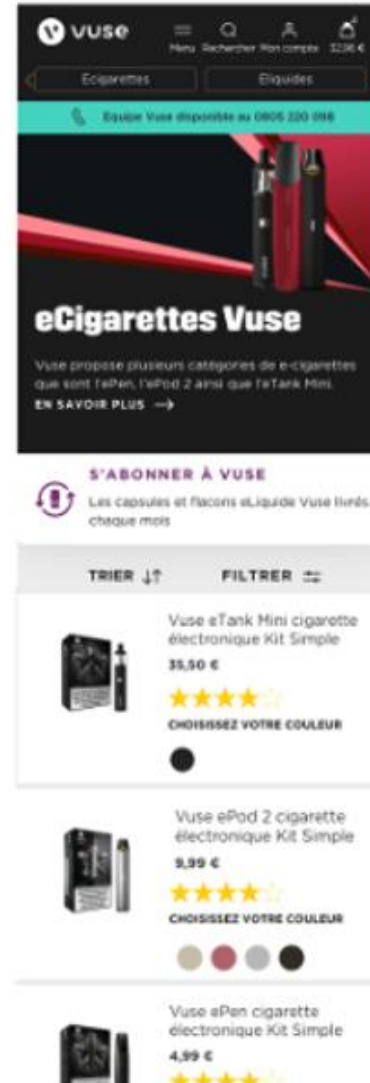 vuse
Menu Rechercher Mon compte 32,96 €
Ecigarettes Eliquides
Equipe Vuse disponible au 0805 220 098
eCigarettes Vuse
Vuse propose plusieurs catégories de e-cigarettes
que sont l'ePen, l'ePod 2 ainsi que l'eTank Mini.
EN SAVOIR PLUS →
S'ABONNER À VUSE
Les capsules et flacons eLiquide Vuse livrés
chaque mois
TRIER FILTRER
Vuse eTank Mini cigarette
électronique Kit Simple
35,50 €
CHOISISSEZ VOTRE COULEUR
Vuse ePod 2 cigarette
électronique Kit Simple
9,99 €
CHOISISSEZ VOTRE COULEUR
Vuse ePen cigarette
électronique Kit Simple
4,99 €